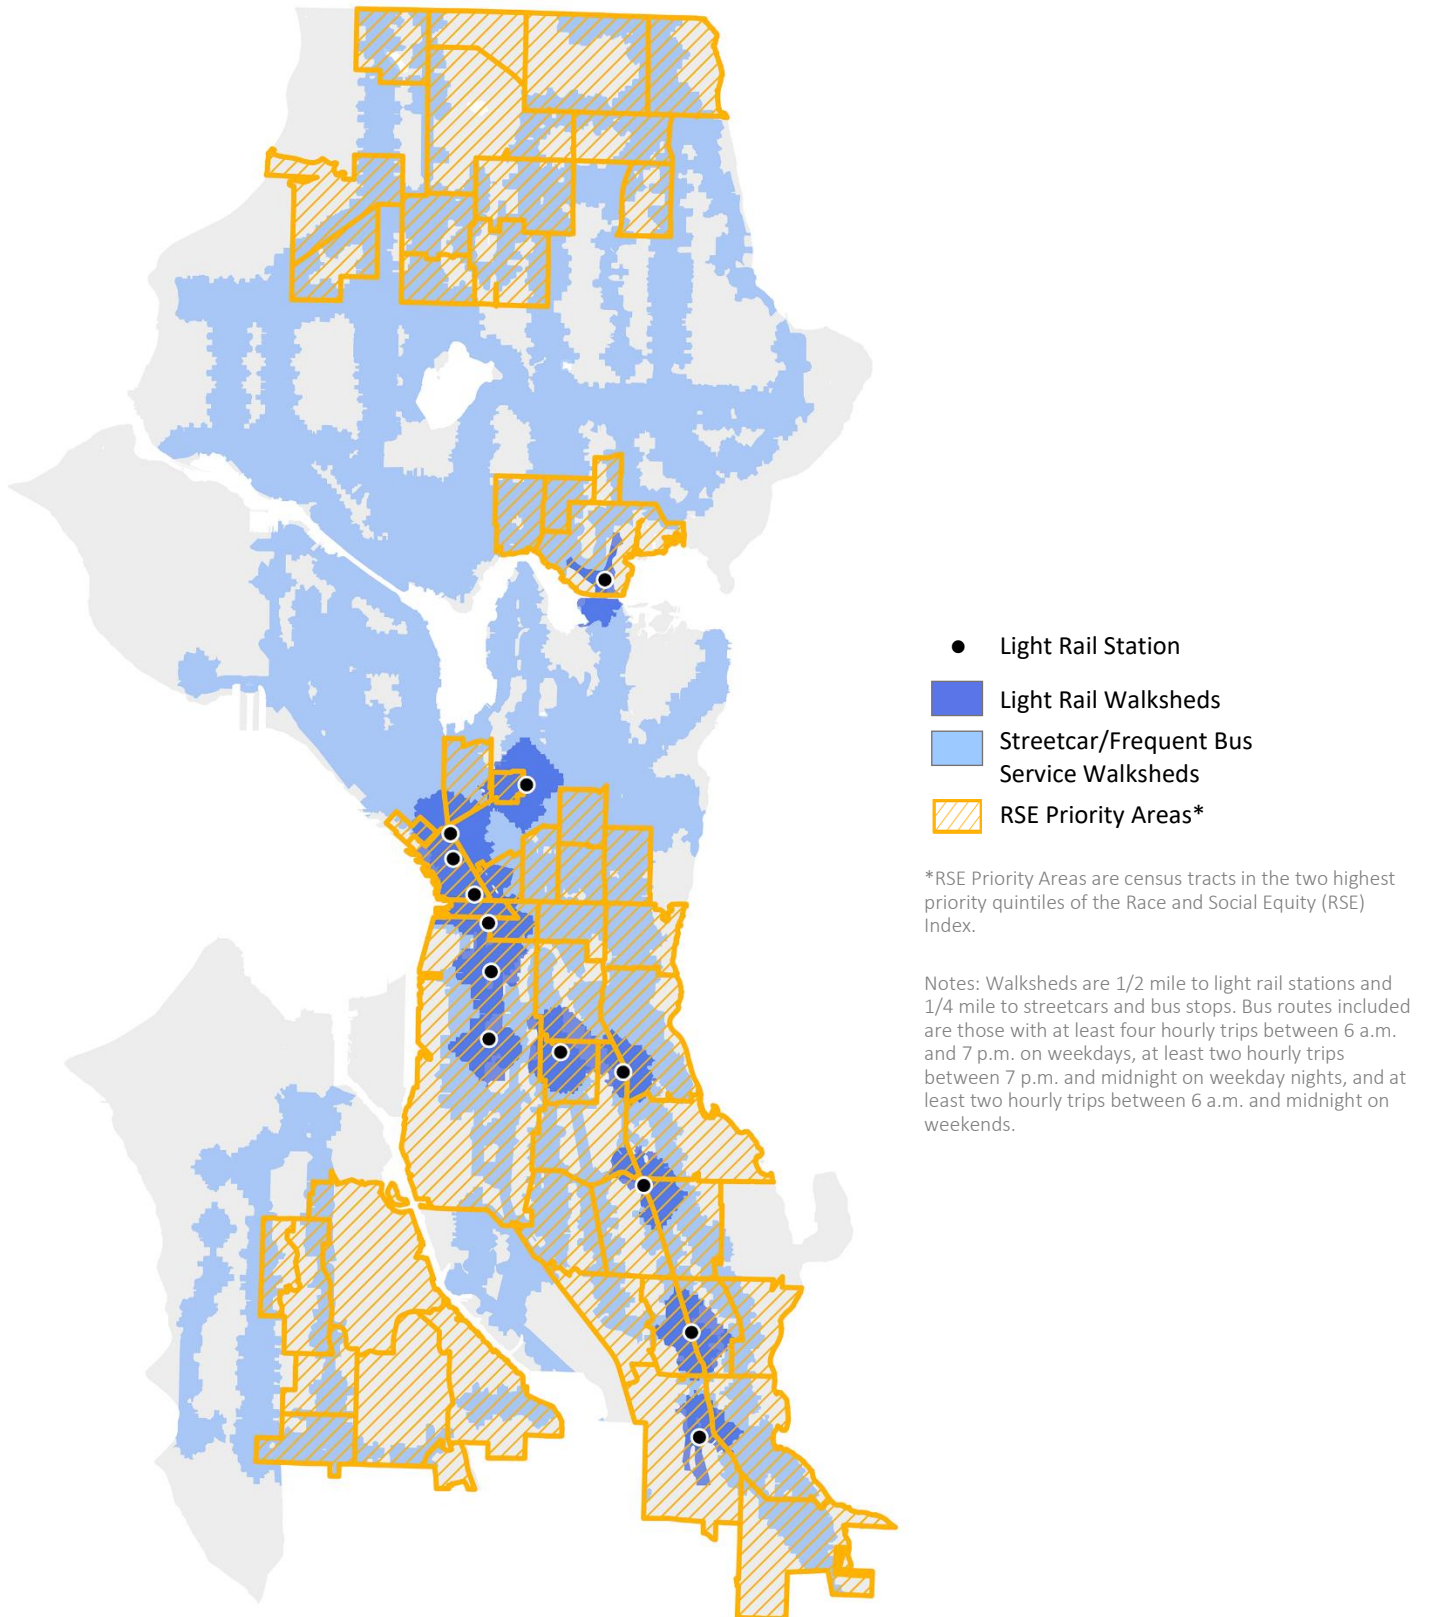 Light Rail Station
Light Rail Walksheds
Streetcar/Frequent Bus
Service Walksheds
RSE Priority Areas*
*RSE Priority Areas are census tracts in the two highest
priority quintiles of the Race and Social Equity (RSE)
Index.
Notes: Walksheds are 1/2 mile to light rail stations and
1/4 mile to streetcars and bus stops. Bus routes included
are those with at least four hourly trips between 6 a.m.
and 7 p.m. on weekdays, at least two hourly trips
between 7 p.m. and midnight on weekday nights, and at
least two hourly trips between 6 a.m. and midnight on
weekends.